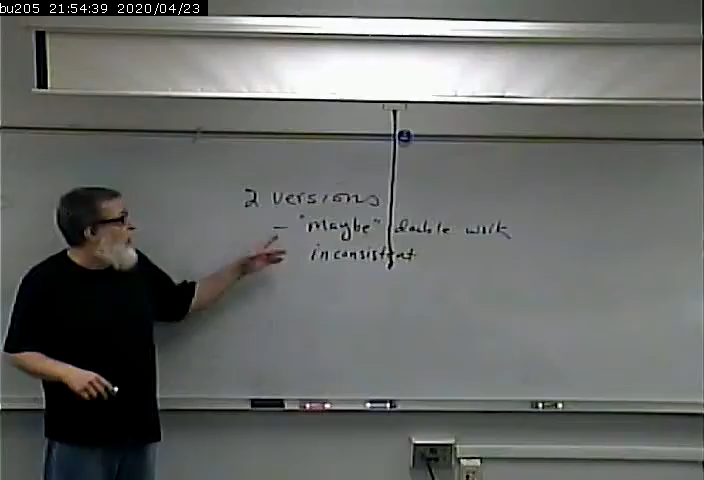 bu205 21:54:39 2020/04/23
2 versions
- "Maybe" double work
inconsistent